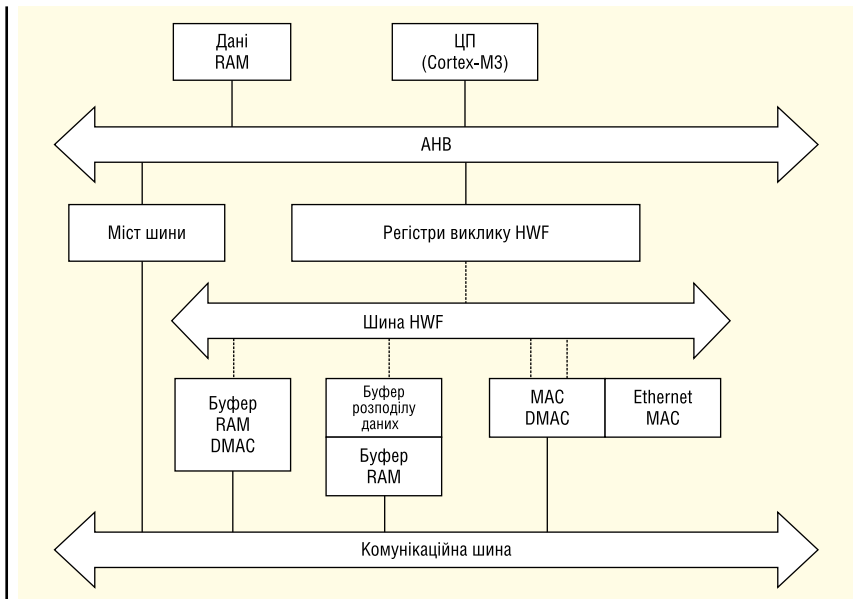 Дані
RAM
ЦП
(Cortex-M3)
AHB
Міст шини
Регістри виклику HWF
Шина HWF
Буфер
RAM
DMAC
Буфер
розподілу
даних
Буфер
RAM
MAC
DMAC
Ethernet
MAC
Комунікаційна шина